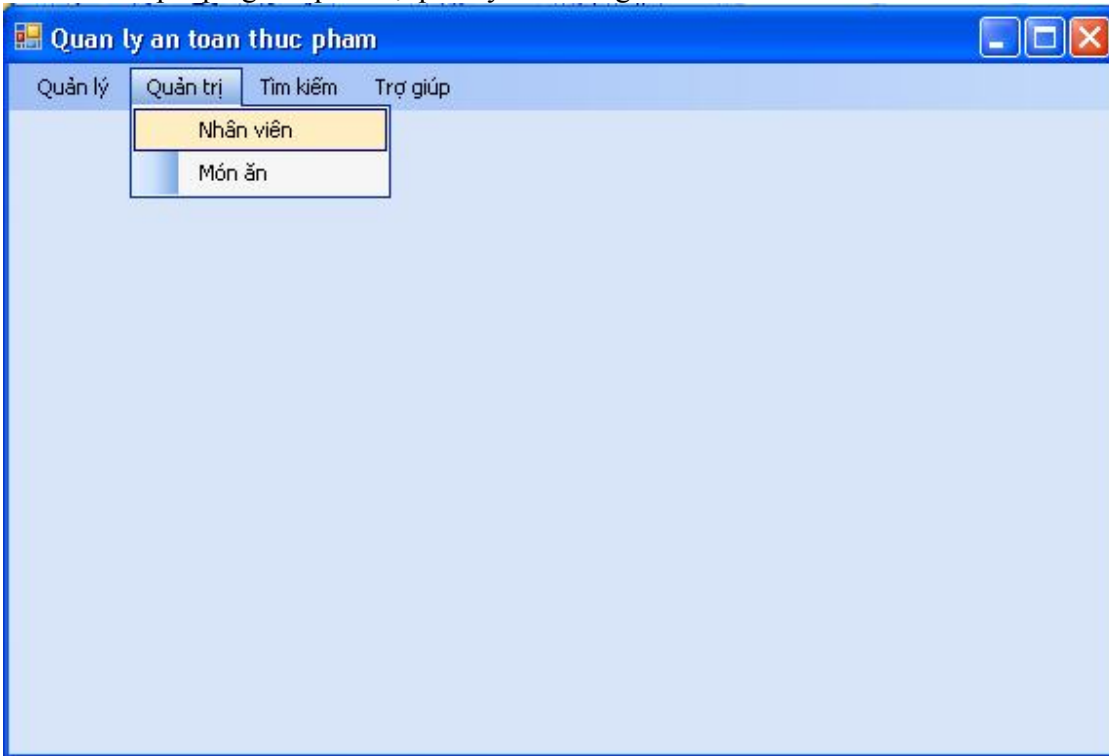 Quan ly an toan thuc pham
Quản lý Quản trị Tìm kiếm Trợ giúp
Nhân viên
Món ăn